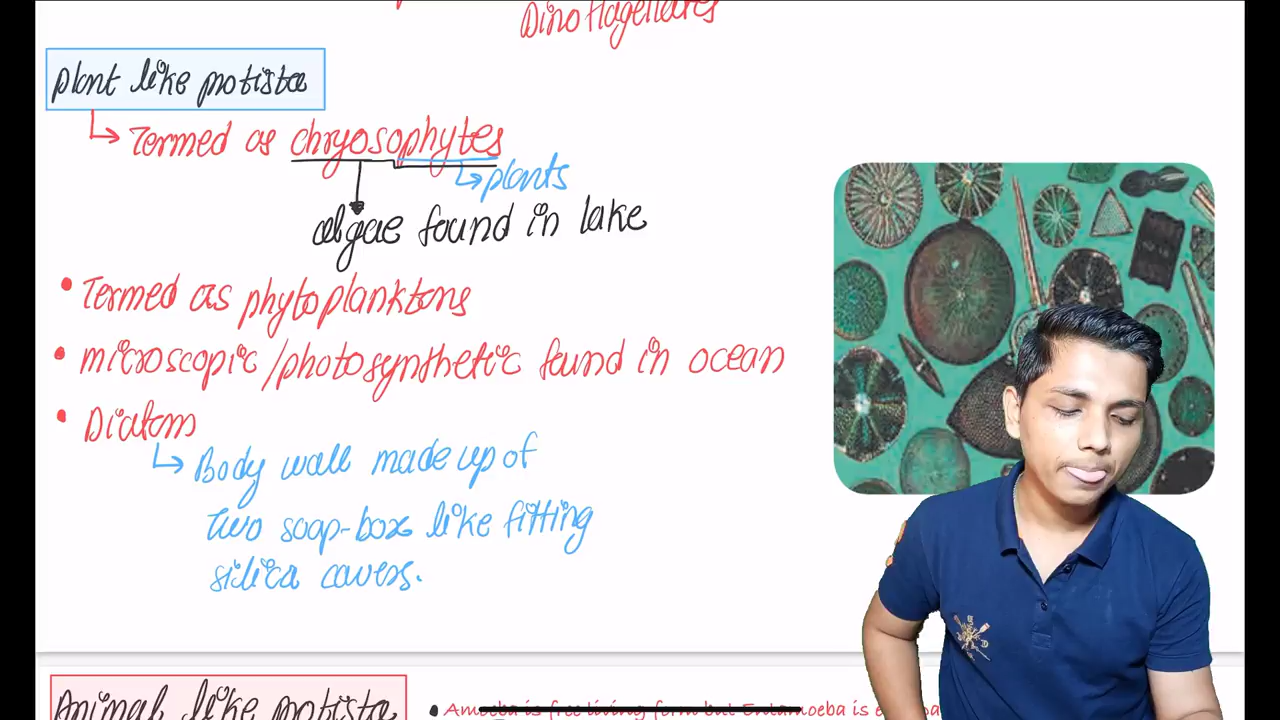 Dinoflagellates
plant like protista
Termed as chryosophytes
plants
algae found in lake
• Termed as phytoplanktons
• microscopic/photosynthetic found in ocean
• Diatom
Body wall made up of
two soap-box like fitting
silica covers.
Animal like protista
• Amoeba is free living form but Entamoeba is